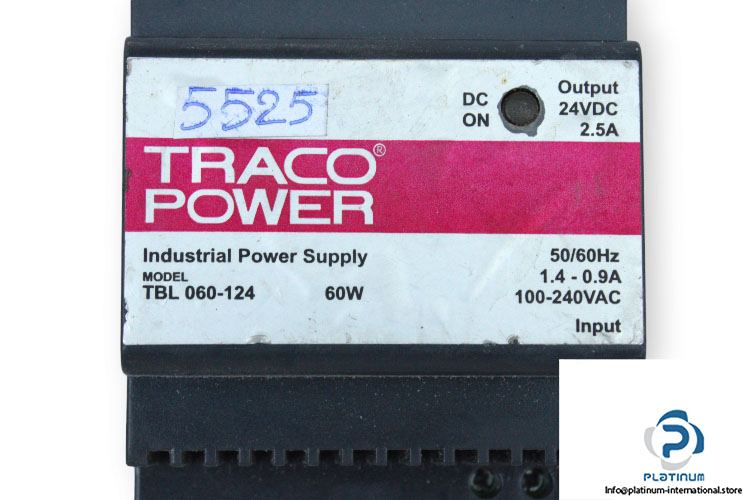 5525
DC
ON
Output
24VDC
2.5A
TRACO®
POWER
Industrial Power Supply
MODEL
TBL 060-124 60W
50/60Hz
1.4 - 0.9A
100-240VAC
Input
PLATINUM
Info@platinum-international.store